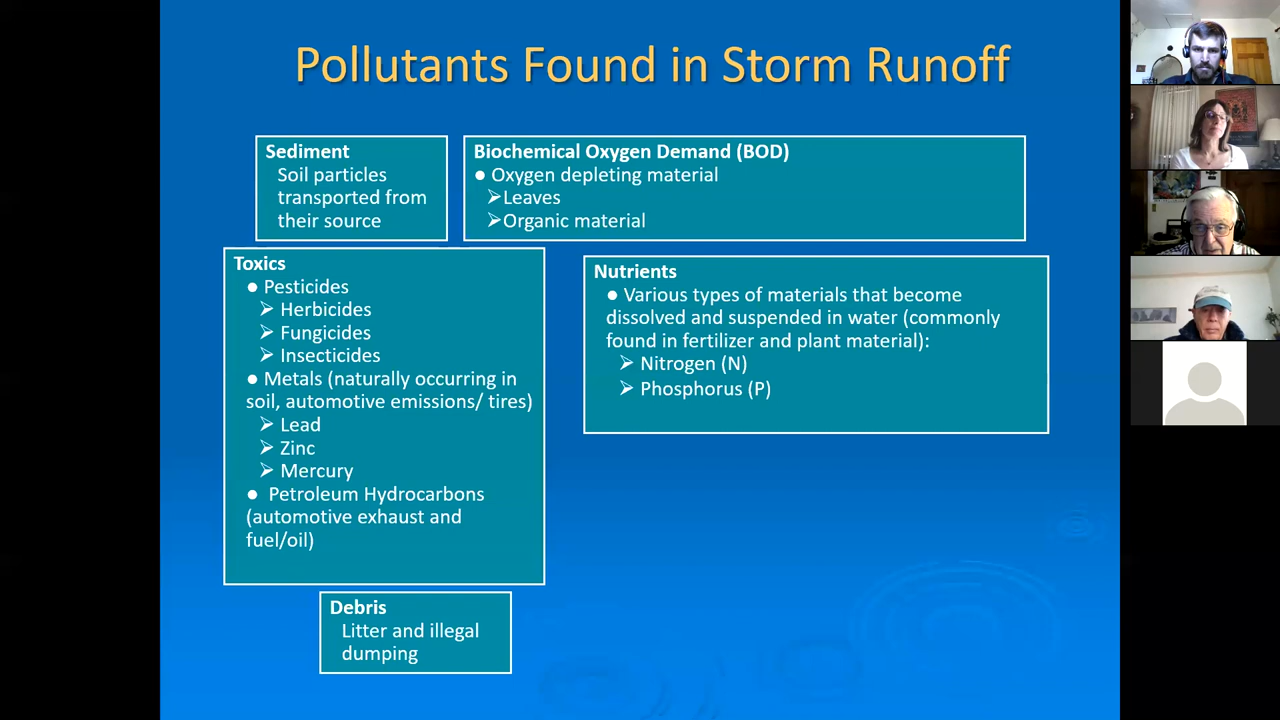 Pollutants Found in Storm Runoff
Sediment
Soil particles
transported from
their source
Biochemical Oxygen Demand (BOD)
● Oxygen depleting material
➢Leaves
➢Organic material
Toxics
● Pesticides
➢ Herbicides
➢ Fungicides
➢ Insecticides
● Metals (naturally occurring in
soil, automotive emissions/ tires)
➢ Lead
➢ Zinc
➢ Mercury
● Petroleum Hydrocarbons
(automotive exhaust and
fuel/oil)
Nutrients
● Various types of materials that become
dissolved and suspended in water (commonly
found in fertilizer and plant material):
➢ Nitrogen (N)
➢ Phosphorus (P)
Debris
Litter and illegal
dumping